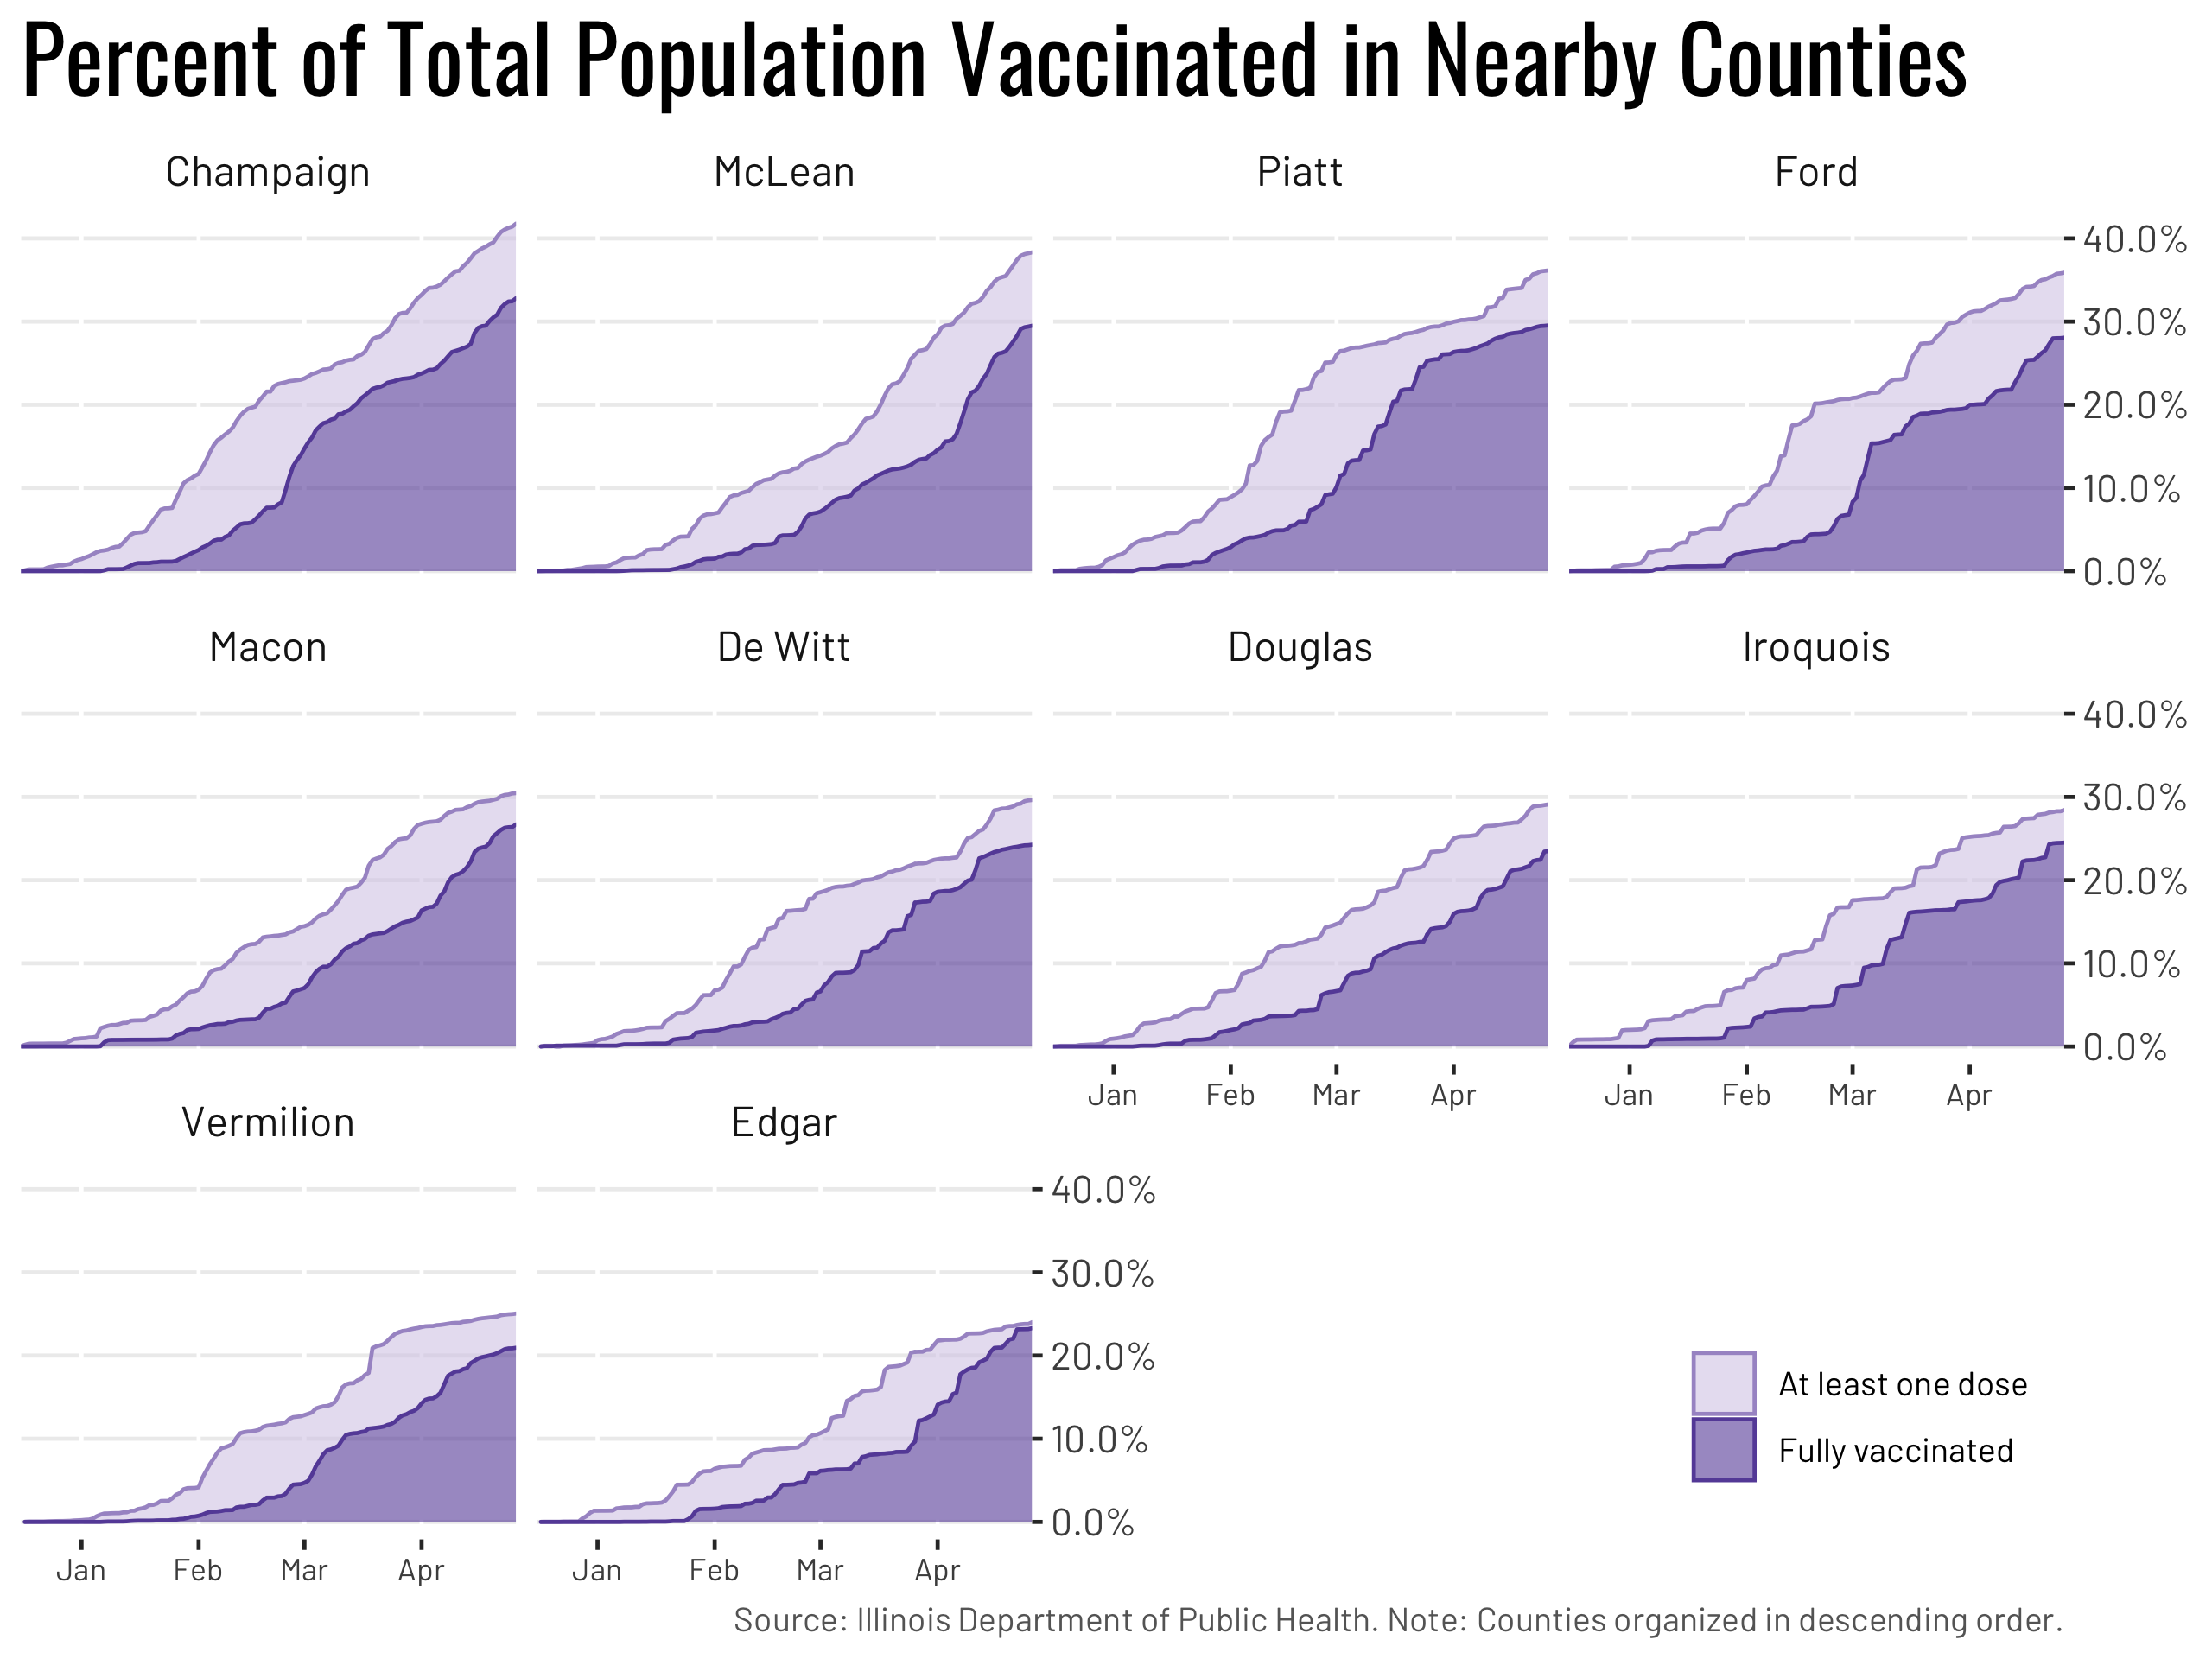 Percent of Total Population Vaccinated in Nearby Counties
Champaign
McLean
Piatt
Ford
40.0%
30.0%
20.0%
10.0%
0.0%
Macon
De Witt
Douglas
Iroquois
40.0%
30.0%
20.0%
10.0%
0.0%
Jan Feb Mar Apr
Jan Feb Mar Apr
Vermilion
Edgar
40.0%
30.0%
20.0%
10.0%
0.0%
Jan Feb Mar Apr
Jan Feb Mar Apr
At least one dose
Fully vaccinated
Source: Illinois Department of Public Health. Note: Counties organized in descending order.